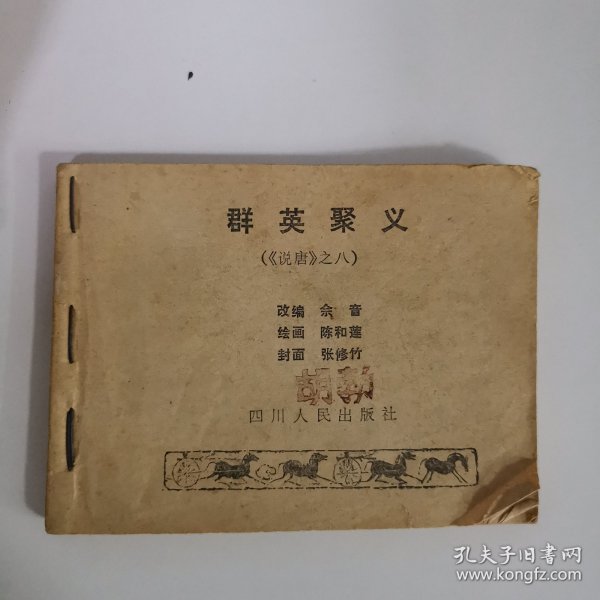 群英聚义
(《说唐》之八)
改编 佘音
绘画 陈和莲
封面 张修竹
胡勃
四川人民出版社
孔夫子旧书网
www.kongfz.com